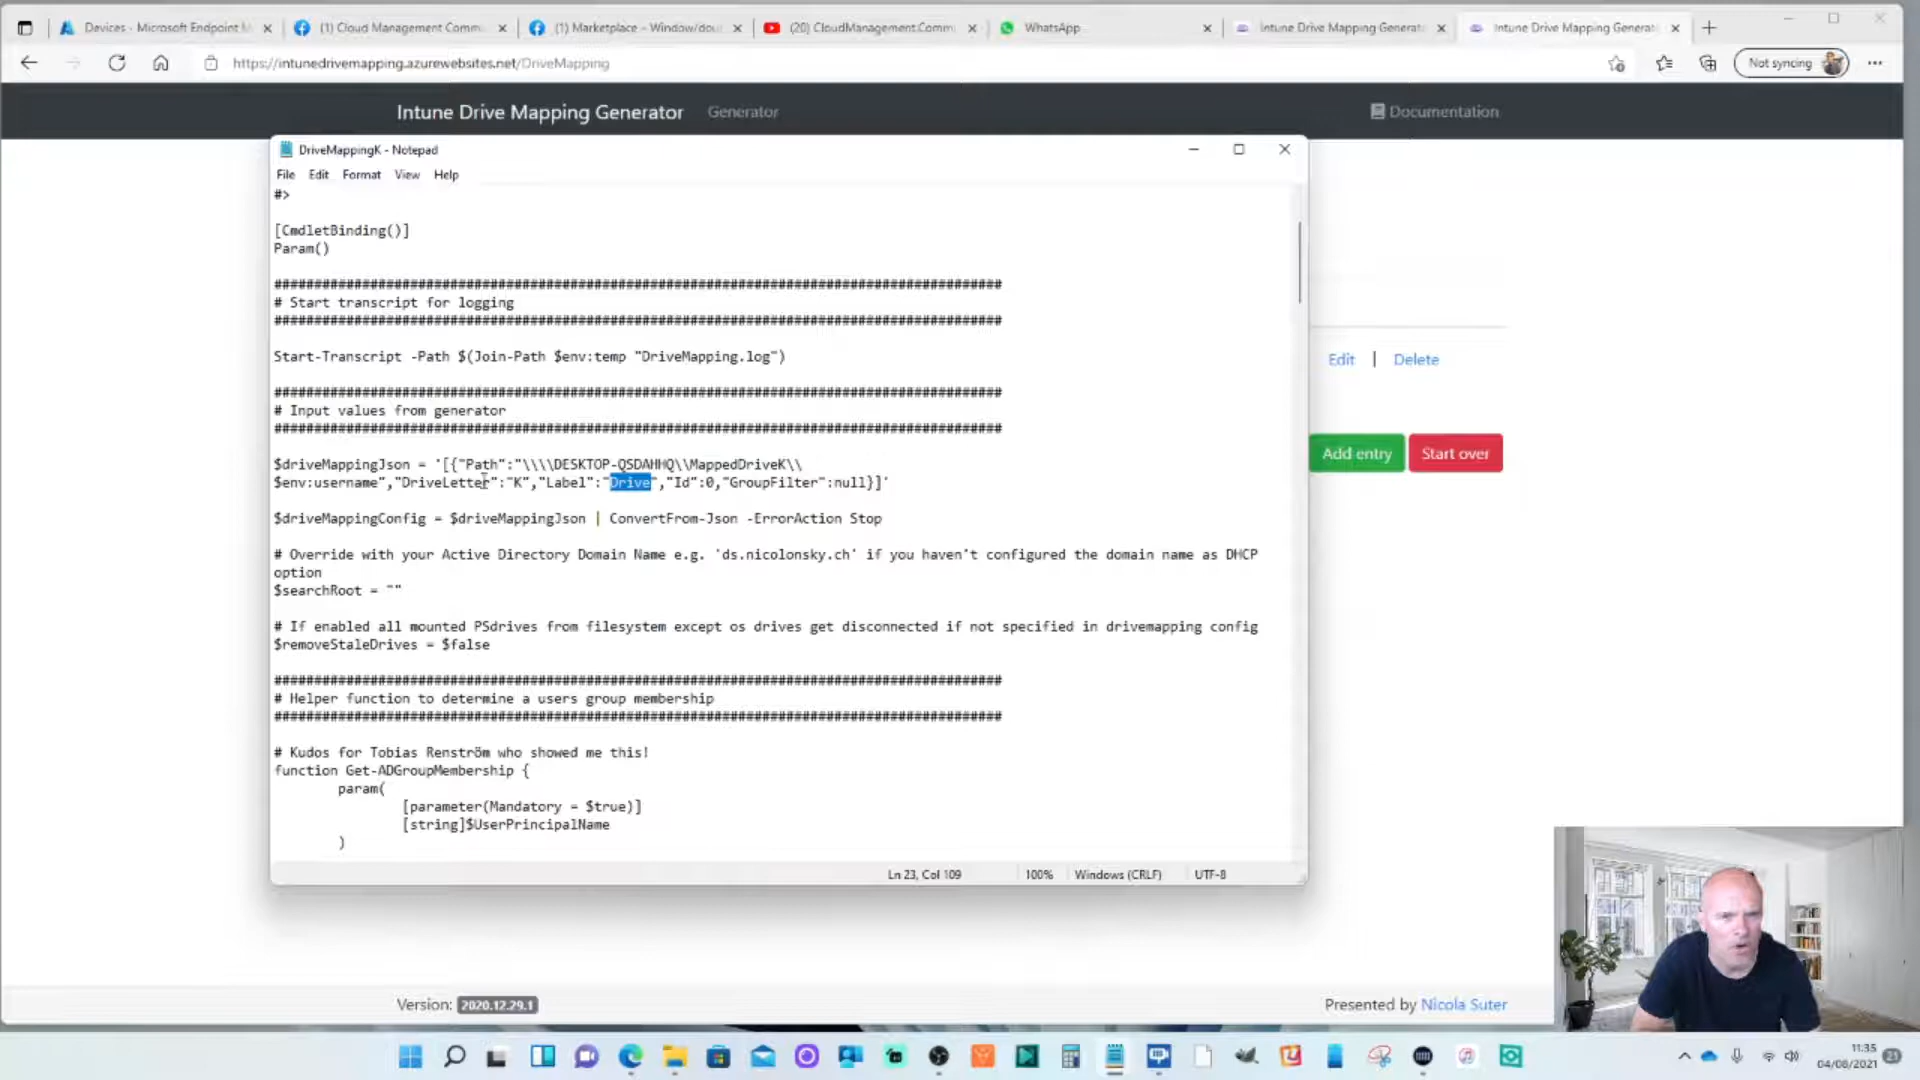 Devices - Microsoft Endpoint M
(1) Cloud Management Comm
(1) Marketplace – Window/dou
(20) CloudManagement.Comm
WhatsApp
Intune Drive Mapping Generat
Intune Drive Mapping Generat
https://intunedrivemapping.azurewebsites.net/DriveMapping
Not syncing
Intune Drive Mapping Generator
Generator
Documentation
DriveMappingK - Notepad
File Edit Format View Help
#>
[CmdletBinding()]
Param()
###########################################################################################
# Start transcript for logging
###########################################################################################
Start-Transcript -Path $(Join-Path $env:temp "DriveMapping.log")
###########################################################################################
# Input values from generator
###########################################################################################
$driveMappingJson = '[{"Path":"\\\\DESKTOP-QSDAHHQ\\MappedDriveK\\
$env:username","DriveLetter":"K","Label":"Drive","Id":0,"GroupFilter":null}]'
$driveMappingConfig = $driveMappingJson | ConvertFrom-Json -ErrorAction Stop
# Override with your Active Directory Domain Name e.g. 'ds.nicolonsky.ch' if you haven't configured the domain name as DHCP
option
$searchRoot = ""
# If enabled all mounted PSdrives from filesystem except os drives get disconnected if not specified in drivemapping config
$removeStaleDrives = $false
###########################################################################################
# Helper function to determine a users group membership
###########################################################################################
# Kudos for Tobias Renström who showed me this!
function Get-ADGroupMembership {
param(
[parameter(Mandatory = $true)]
[string]$UserPrincipalName
)
Ln 23, Col 109
100%
Windows (CRLF)
UTF-8
Edit | Delete
Add entry
Start over
Version: 2020.12.29.1
Presented by Nicola Suter
11:35
04/08/2021
21